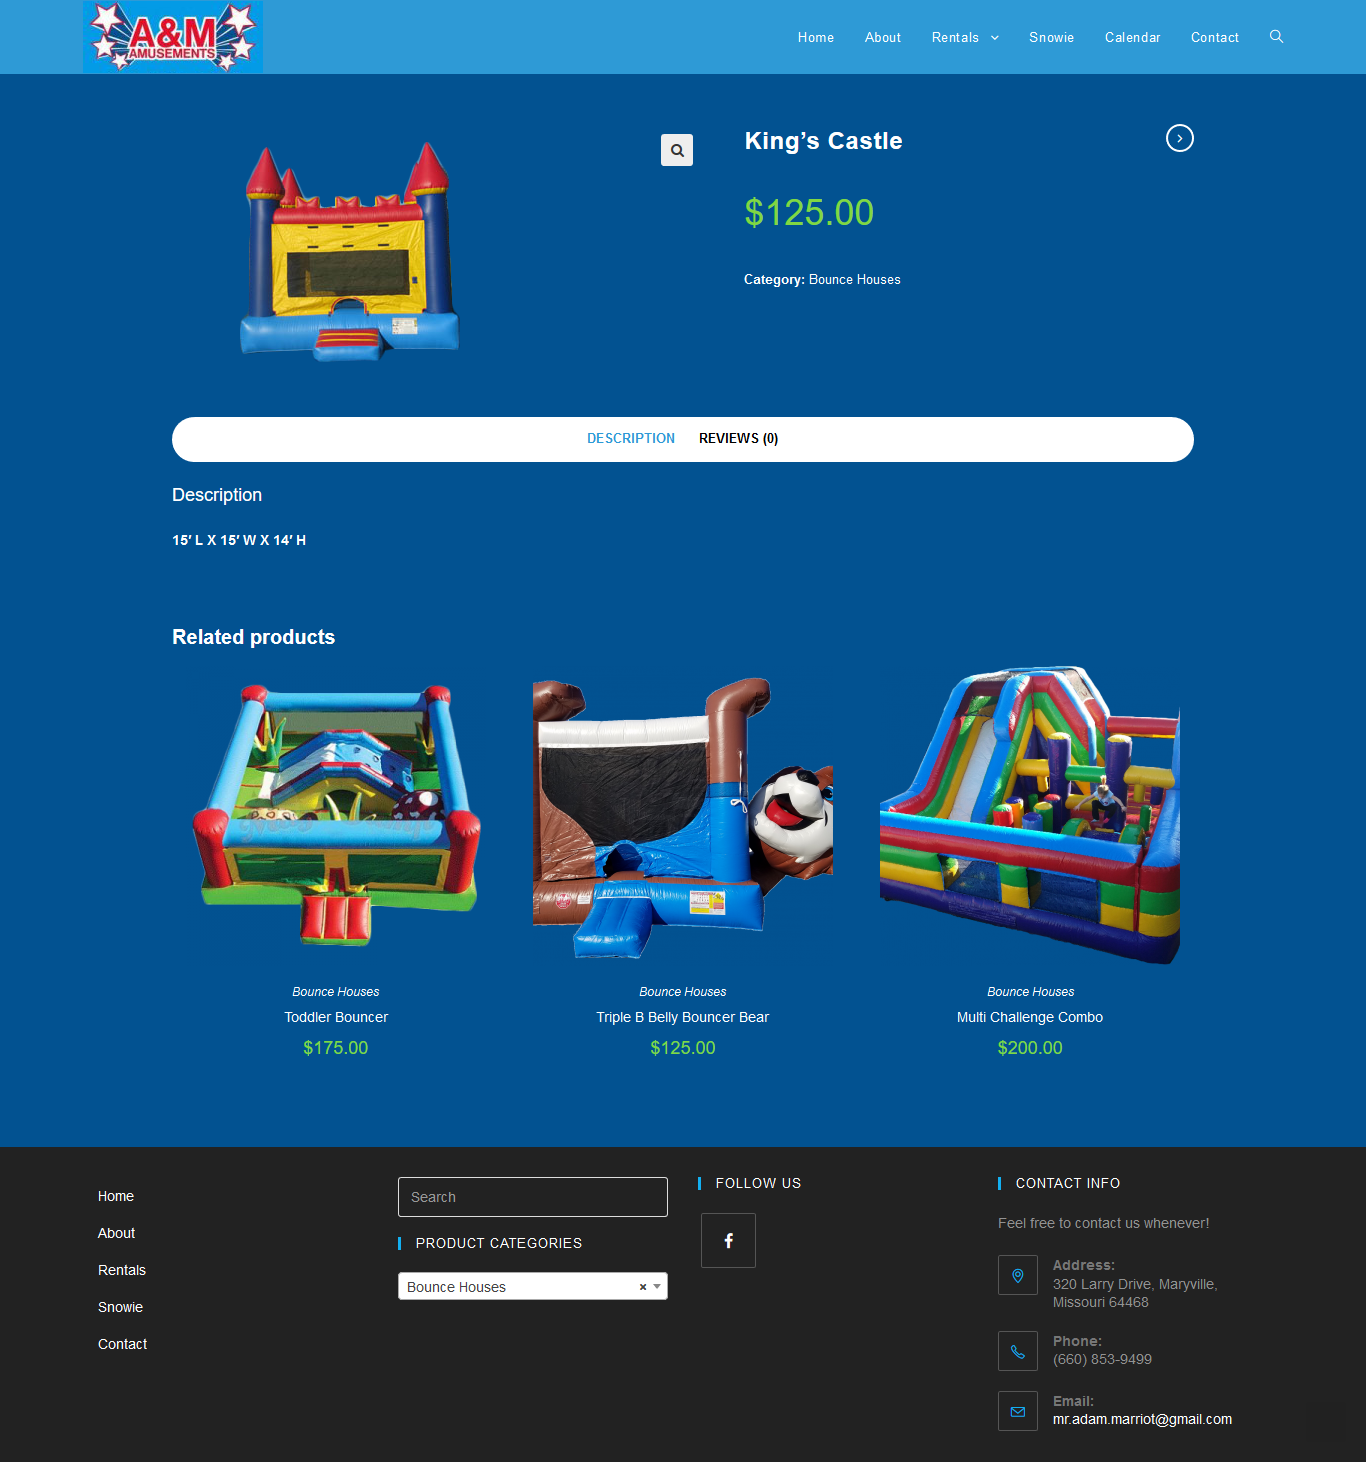 A&M
AMUSEMENTS
Home About Rentals Snowie Calendar Contact
King’s Castle
$125.00
Category: Bounce Houses
DESCRIPTION REVIEWS (0)
Description
15′ L X 15′ W X 14′ H
Related products
Bounce Houses
Toddler Bouncer
$175.00
Bounce Houses
Triple B Belly Bouncer Bear
$125.00
Bounce Houses
Multi Challenge Combo
$200.00
Home
About
Rentals
Snowie
Contact
Search
PRODUCT CATEGORIES
Bounce Houses ×
FOLLOW US
CONTACT INFO
Feel free to contact us whenever!
Address:
320 Larry Drive, Maryville,
Missouri 64468
Phone:
(660) 853-9499
Email:
mr.adam.marriot@gmail.com